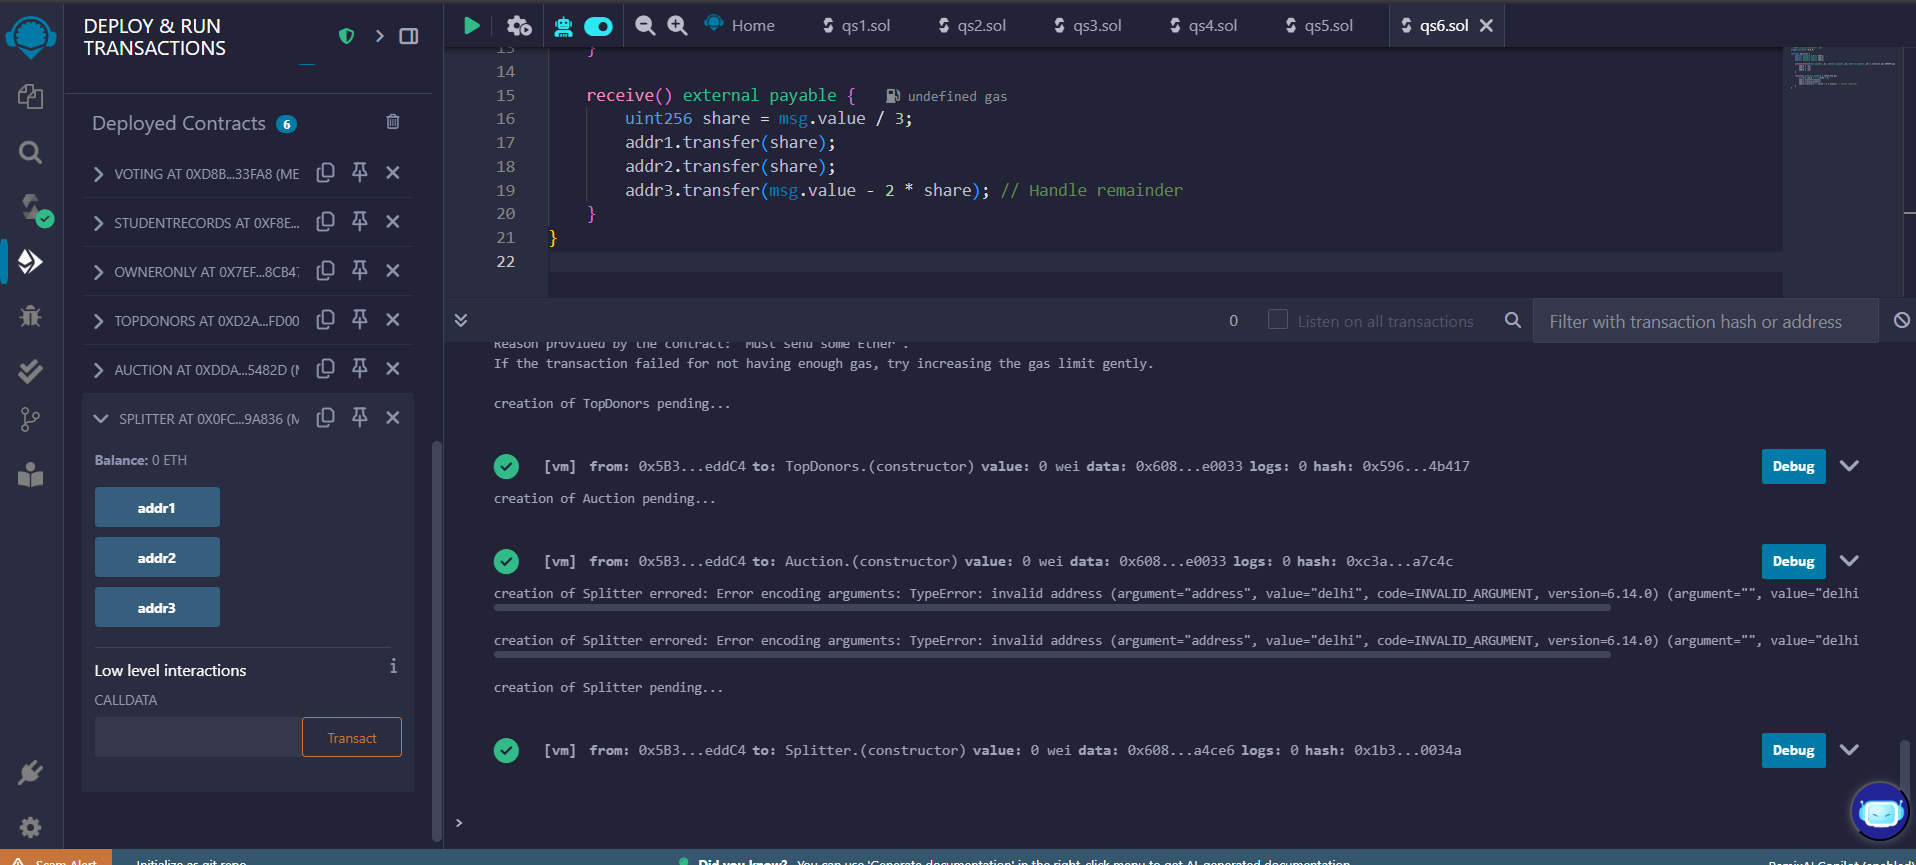 DEPLOY & RUN
TRANSACTIONS
Home
qs1.sol
qs2.sol
qs3.sol
qs4.sol
qs5.sol
qs6.sol
Deployed Contracts 6
VOTING AT 0XD8B...33FA8 (ME
STUDENTRECORDS AT 0XF8E...
OWNERONLY AT 0X7EF...8CB47
TOPDONORS AT 0XD2A...FD00
AUCTION AT 0XDDA...5482D (M
SPLITTER AT 0X0FC...9A836 (M
Balance: 0 ETH
addr1
addr2
addr3
Low level interactions
i
CALLDATA
Transact
13 }
14
15 receive() external payable { undefined gas
16 uint256 share = msg.value / 3;
17 addr1.transfer(share);
18 addr2.transfer(share);
19 addr3.transfer(msg.value - 2 * share); // Handle remainder
20 }
21 }
22
0 Listen on all transactions Filter with transaction hash or address
Reason provided by the contract: "Must send some Ether".
If the transaction failed for not having enough gas, try increasing the gas limit gently.
creation of TopDonors pending...
[vm] from: 0x5B3...eddC4 to: TopDonors.(constructor) value: 0 wei data: 0x608...e0033 logs: 0 hash: 0x596...4b417 Debug
creation of Auction pending...
[vm] from: 0x5B3...eddC4 to: Auction.(constructor) value: 0 wei data: 0x608...e0033 logs: 0 hash: 0xc3a...a7c4c Debug
creation of Splitter errored: Error encoding arguments: TypeError: invalid address (argument="address", value="delhi", code=INVALID_ARGUMENT, version=6.14.0) (argument="", value="delhi
creation of Splitter errored: Error encoding arguments: TypeError: invalid address (argument="address", value="delhi", code=INVALID_ARGUMENT, version=6.14.0) (argument="", value="delhi
creation of Splitter pending...
[vm] from: 0x5B3...eddC4 to: Splitter.(constructor) value: 0 wei data: 0x608...a4ce6 logs: 0 hash: 0x1b3...0034a Debug
>
Scam Alert
Initialize as git repo
Did you know? You can use 'Generate documentation' in the right-click menu to get AI-generated documentation
RemixAI Copilot (enabled)